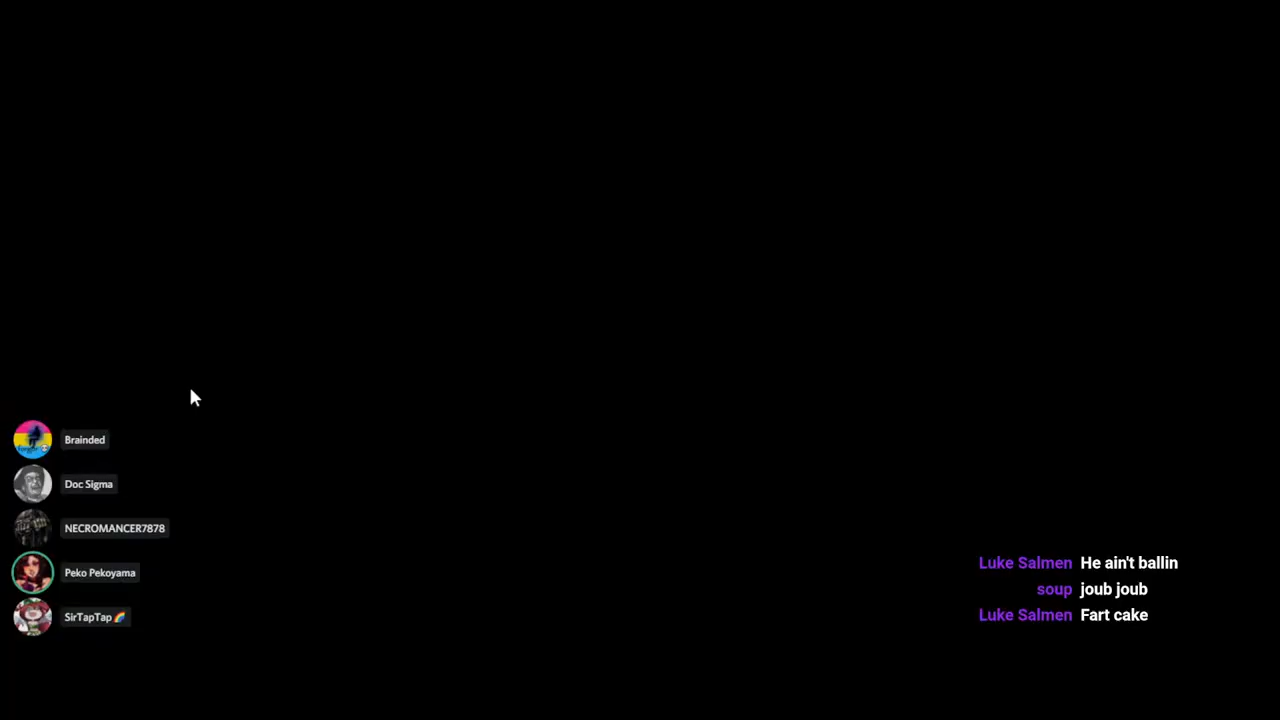 Brainded
Doc Sigma
NECROMANCER7878
Peko Pekoyama
SirTapTap🌈
Luke Salmen He ain't ballin
soup joub joub
Luke Salmen Fart cake